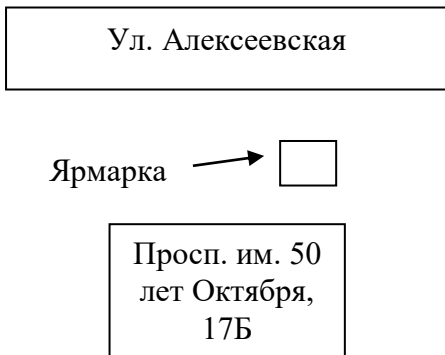 Ул. Алексеевская
Ярмарка
Просп. им. 50
лет Октября,
17Б